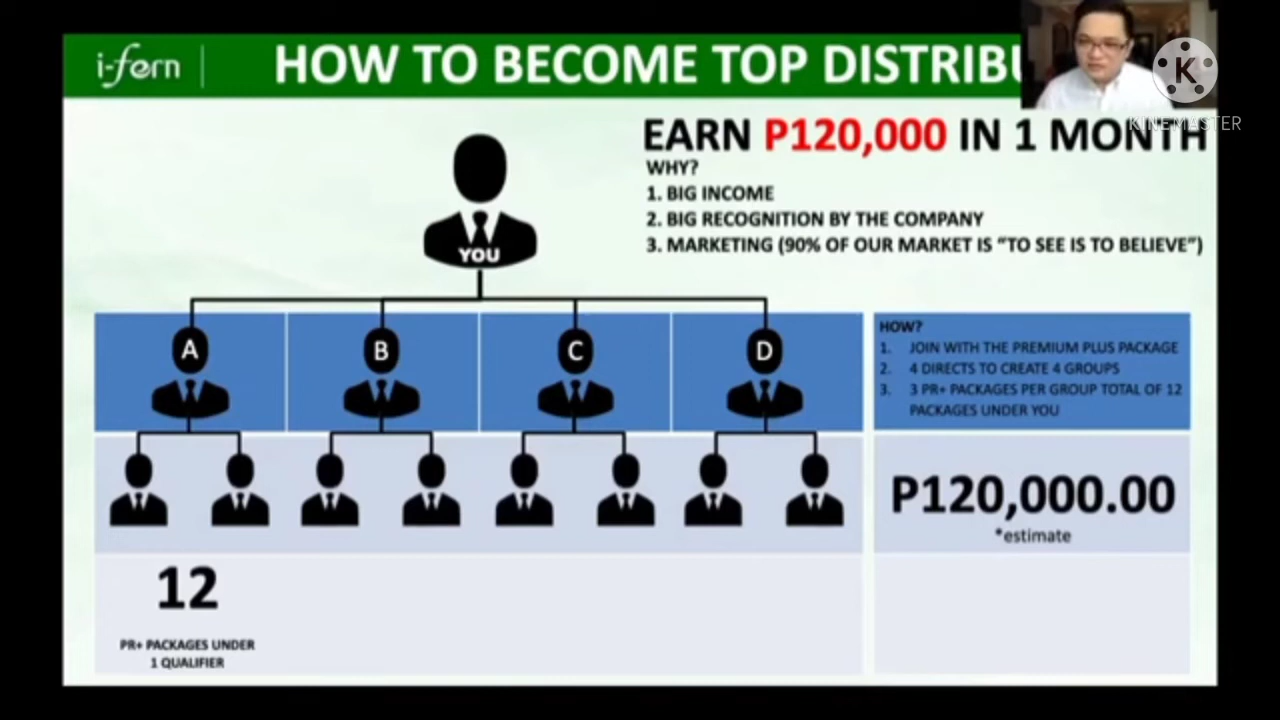 i-fern
HOW TO BECOME TOP
K
KINEMASTER
EARN P120,000 IN 1 MONTH
WHY?
1. BIG INCOME
2. BIG RECOGNITION BY THE COMPANY
3. MARKETING (90% OF OUR MARKET IS “TO SEE IS TO BELIEVE”)
YOU
A
B
C
D
HOW?
1. JOIN WITH THE PREMIUM PLUS PACKAGE
2. 4 DIRECTS TO CREATE 4 GROUPS
3. 3 PR+ PACKAGES PER GROUP TOTAL OF 12
PACKAGES UNDER YOU
P120,000.00
*estimate
12
PR+ PACKAGES UNDER
1 QUALIFIER